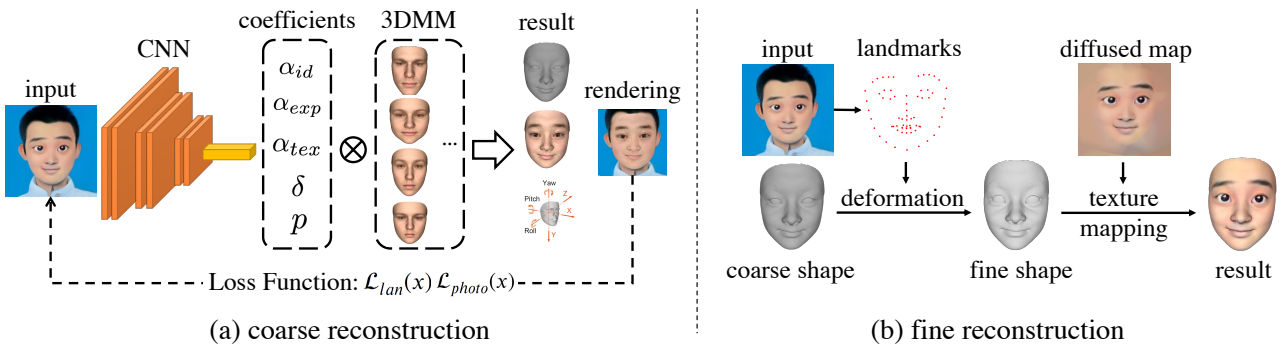 coefficients
3DMM
result
CNN
input
rendering
α_id
α_exp
α_tex
δ
p
⊗
...
Yaw
Z
Pitch
X
Roll
Y
Loss Function: ℒ_lan(x) ℒ_photo(x)
(a) coarse reconstruction
input
landmarks
diffused map
deformation
texture
mapping
coarse shape
fine shape
result
(b) fine reconstruction